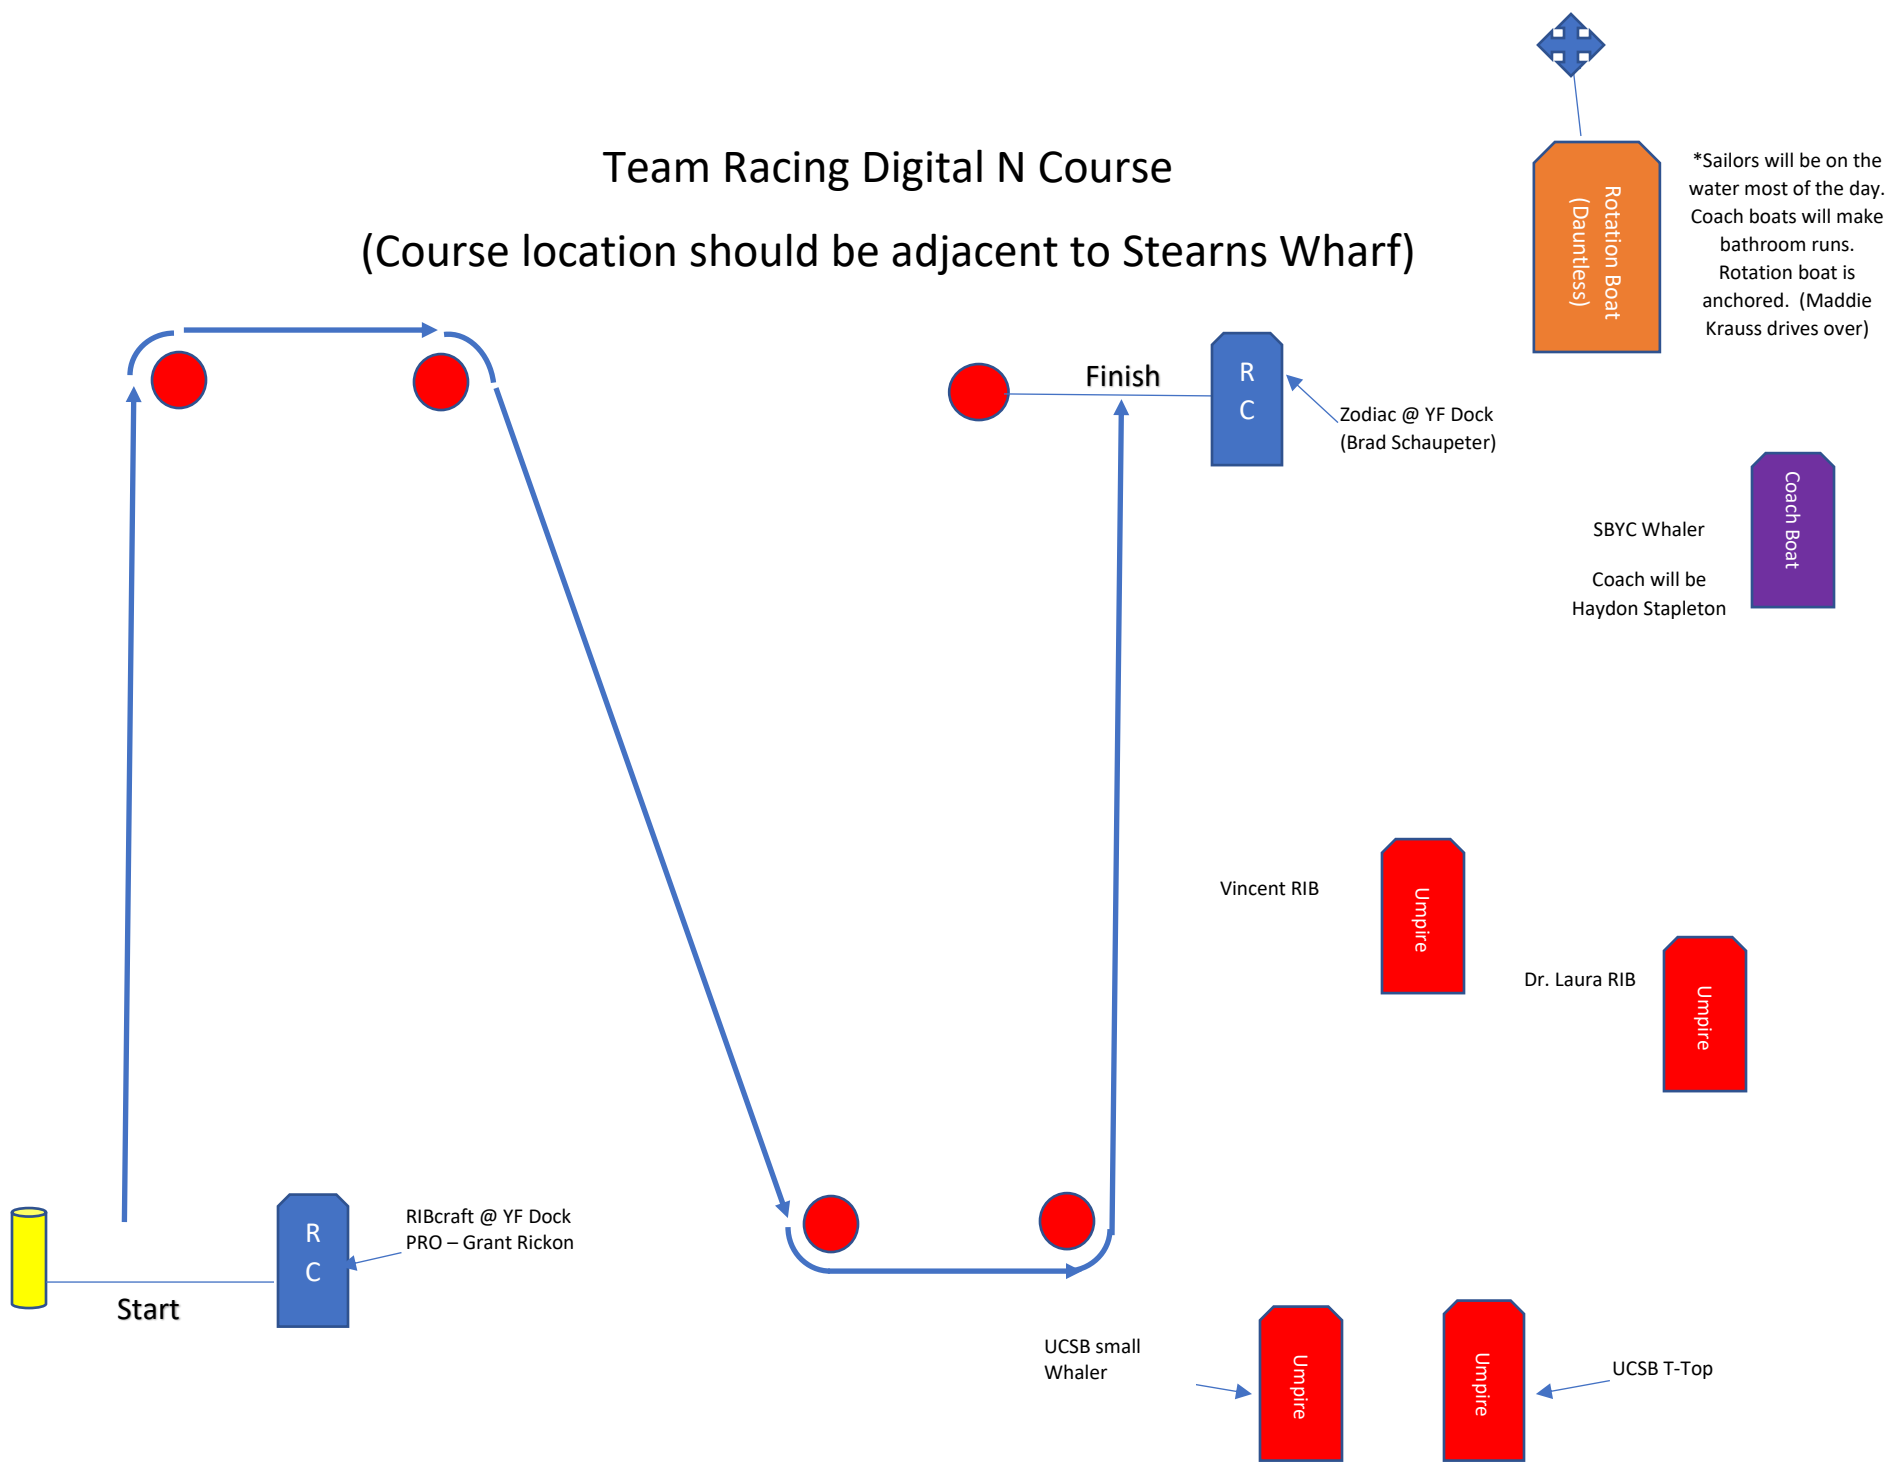 Team Racing Digital N Course
(Course location should be adjacent to Stearns Wharf)
Rotation Boat
(Dauntless)
*Sailors will be on the
water most of the day.
Coach boats will make
bathroom runs.
Rotation boat is
anchored.  (Maddie
Krauss drives over)
Finish
R
C
Zodiac @ YF Dock
(Brad Schaupeter)
Coach Boat
SBYC Whaler
Coach will be
Haydon Stapleton
Vincent RIB
Umpire
Dr. Laura RIB
Umpire
R
C
RIBcraft @ YF Dock
PRO – Grant Rickon
Start
UCSB small
Whaler
Umpire
Umpire
UCSB T-Top